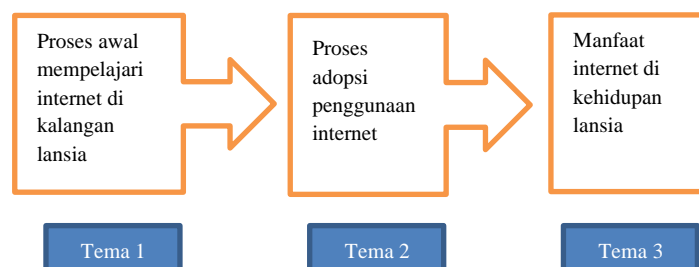 Proses awal
mempelajari
internet di
kalangan
lansia
Proses
adopsi
penggunaan
internet
Manfaat
internet di
kehidupan
lansia
Tema 1
Tema 2
Tema 3